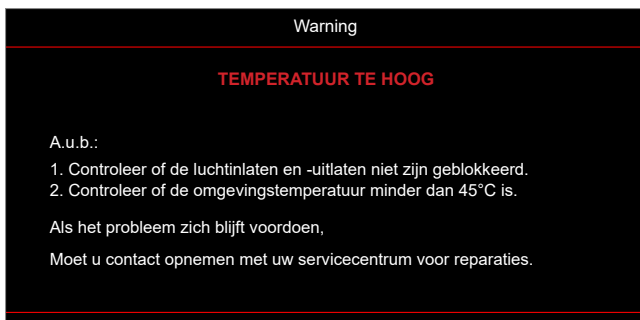 Warning
TEMPERATUUR TE HOOG
A.u.b.:
1. Controleer of de luchtinlaten en -uitlaten niet zijn geblokkeerd.
2. Controleer of de omgevingstemperatuur minder dan 45°C is.
Als het probleem zich blijft voordoen,
Moet u contact opnemen met uw servicecentrum voor reparaties.